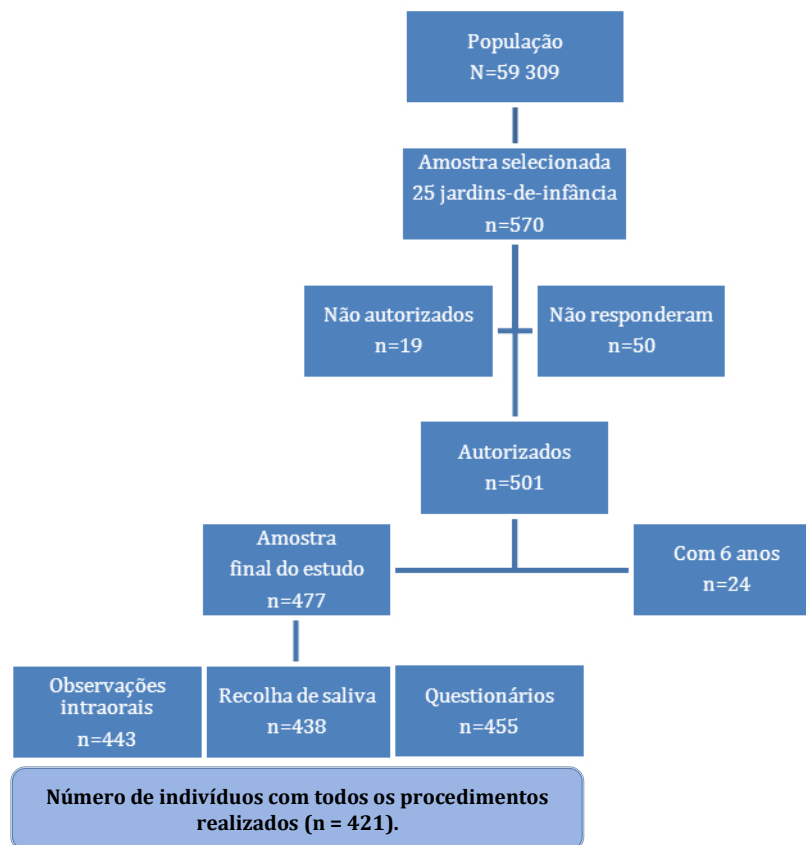 População
N=59 309
Amostra selecionada
25 jardins-de-infância
n=570
Não autorizados
n=19
Não responderam
n=50
Autorizados
n=501
Amostra
final do estudo
n=477
Com 6 anos
n=24
Observações
intraorais
n=443
Recolha de saliva
n=438
Questionários
n=455
Número de indivíduos com todos os procedimentos
realizados (n = 421).